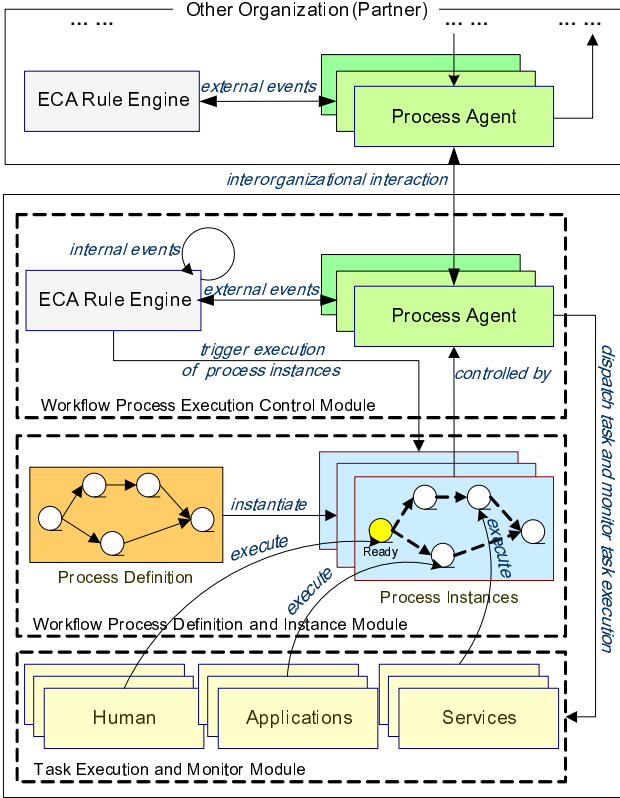 Other Organization (Partner)
... ...
... ...
... ...
ECA Rule Engine
external events
Process Agent
interorganizational interaction
internal events
ECA Rule Engine
external events
Process Agent
trigger execution
of process instances
controlled by
dispatch task and monitor task execution
Workflow Process Execution Control Module
instantiate
execute
Ready
execute
execute
Process Definition
Process Instances
Workflow Process Definition and Instance Module
Human
Applications
Services
Task Execution and Monitor Module